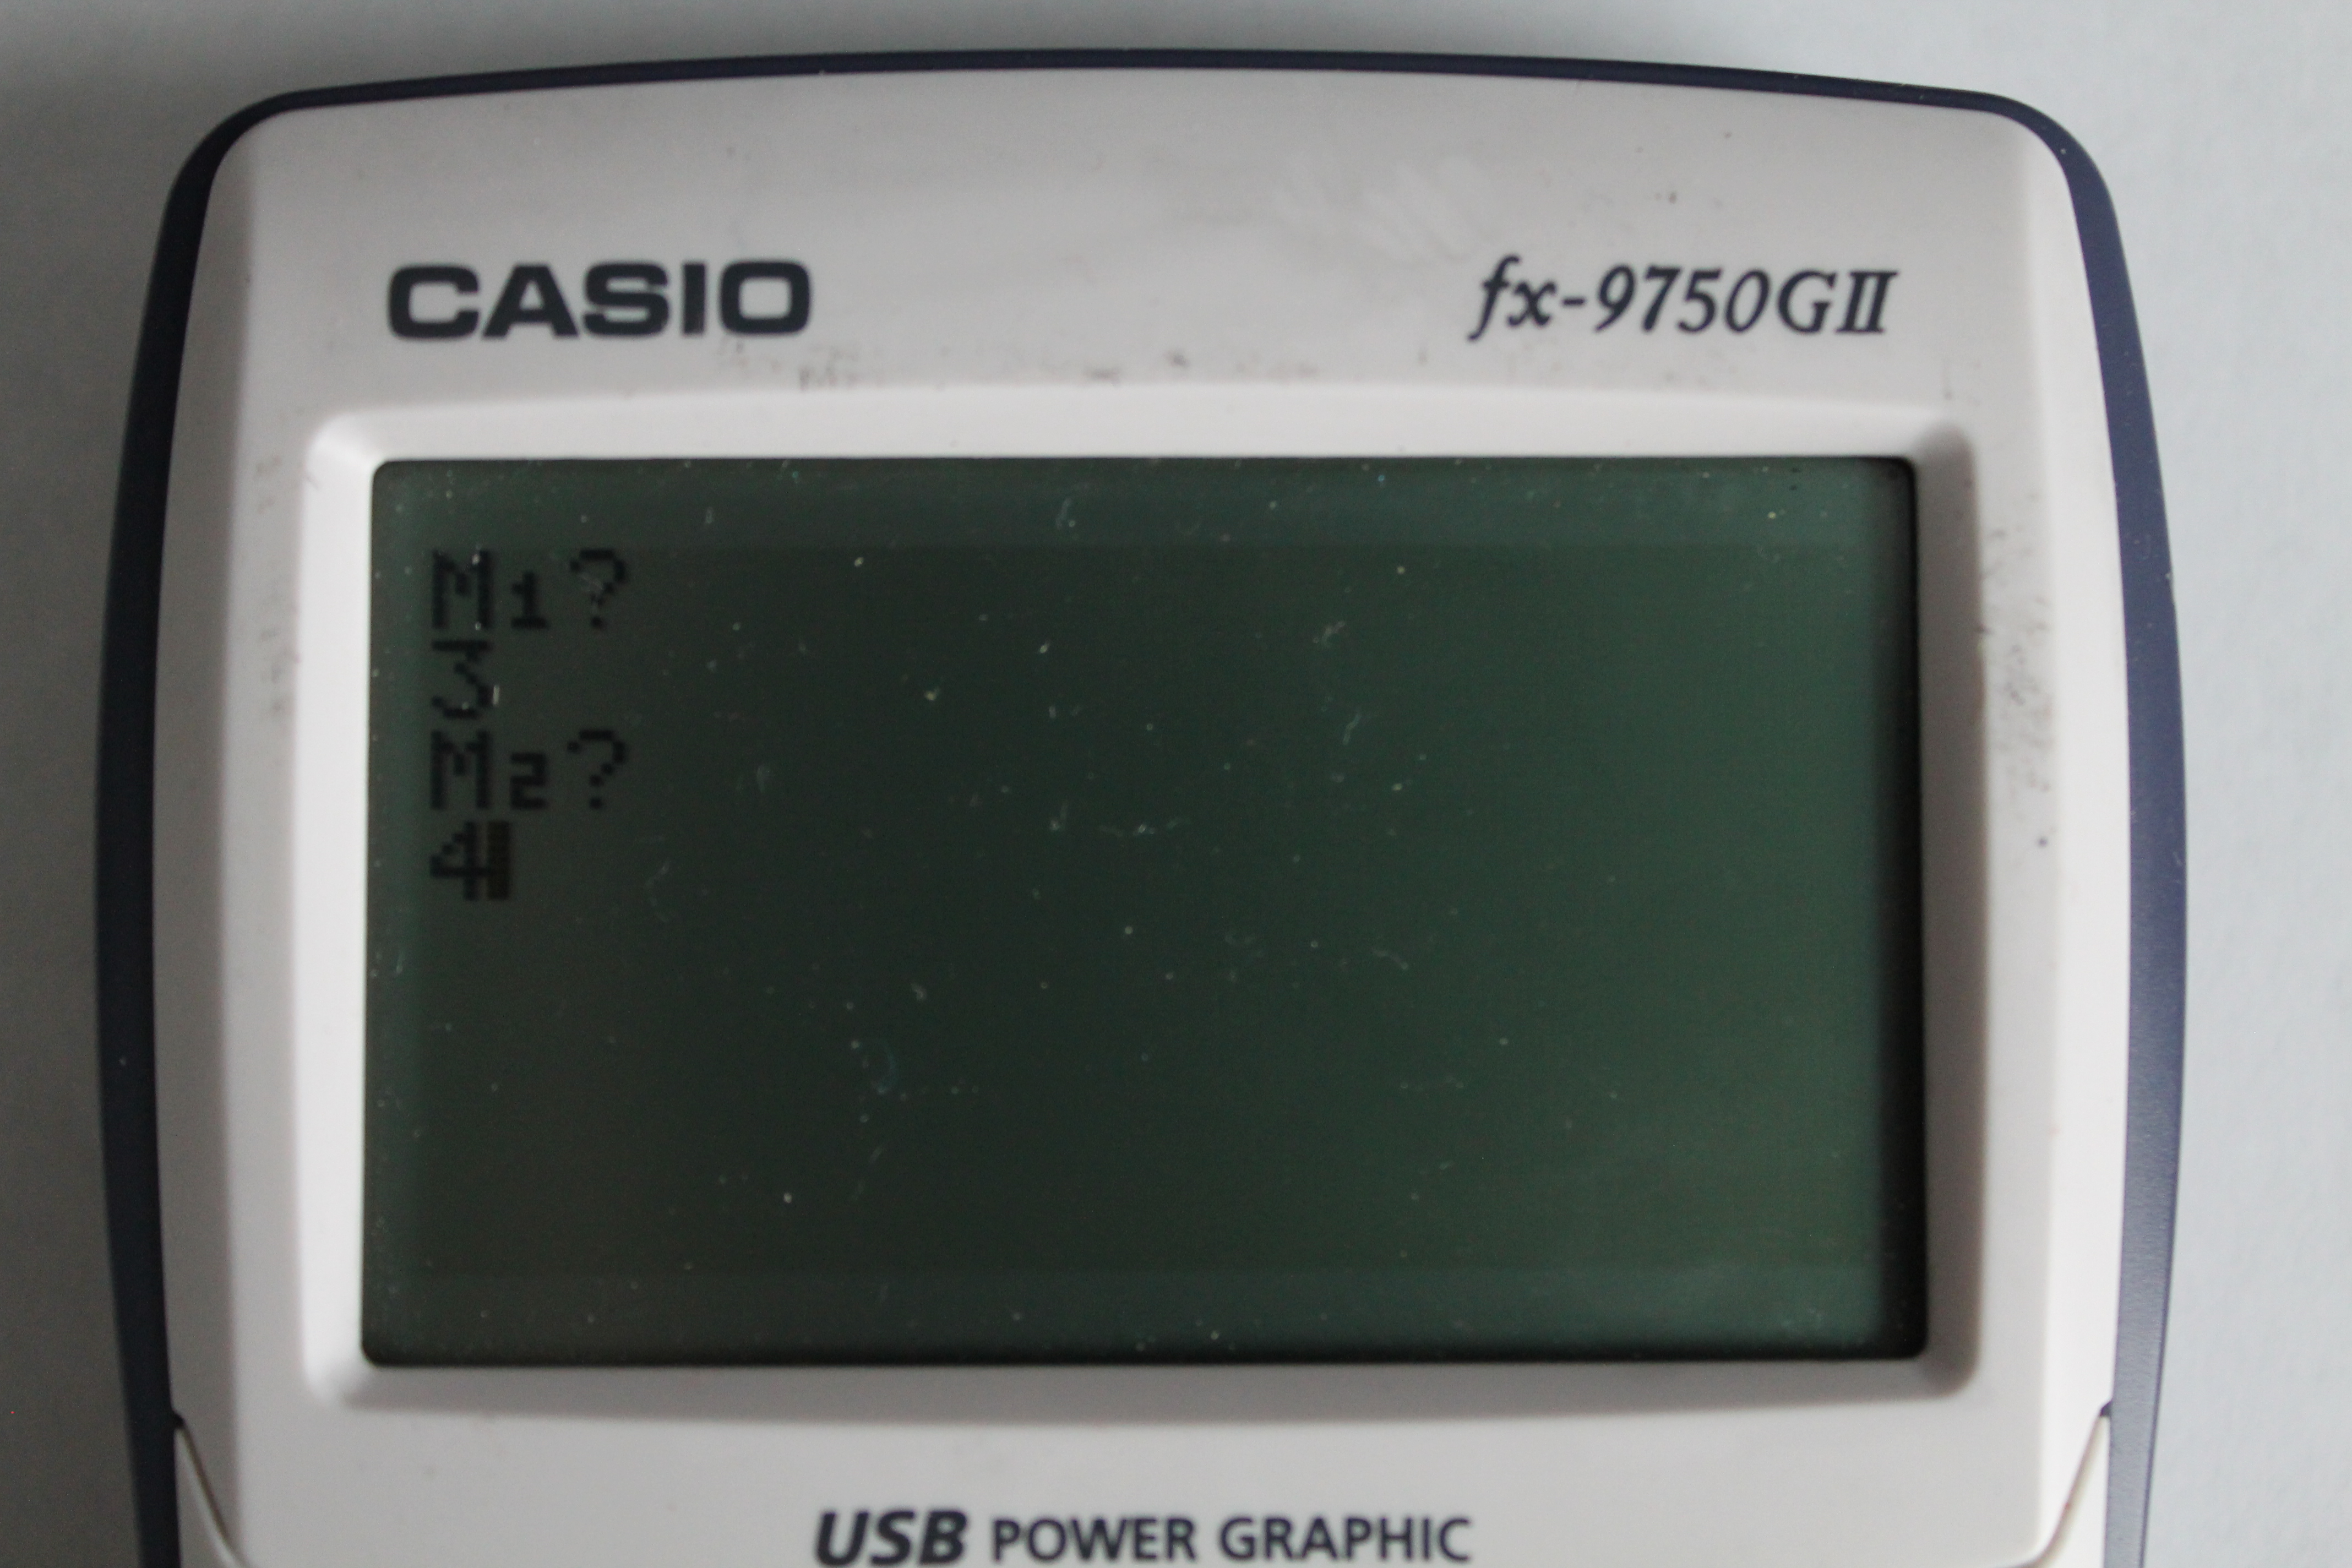 CASIO fx-9750GII
M₁?
3
M₂?
4
USB POWER GRAPHIC